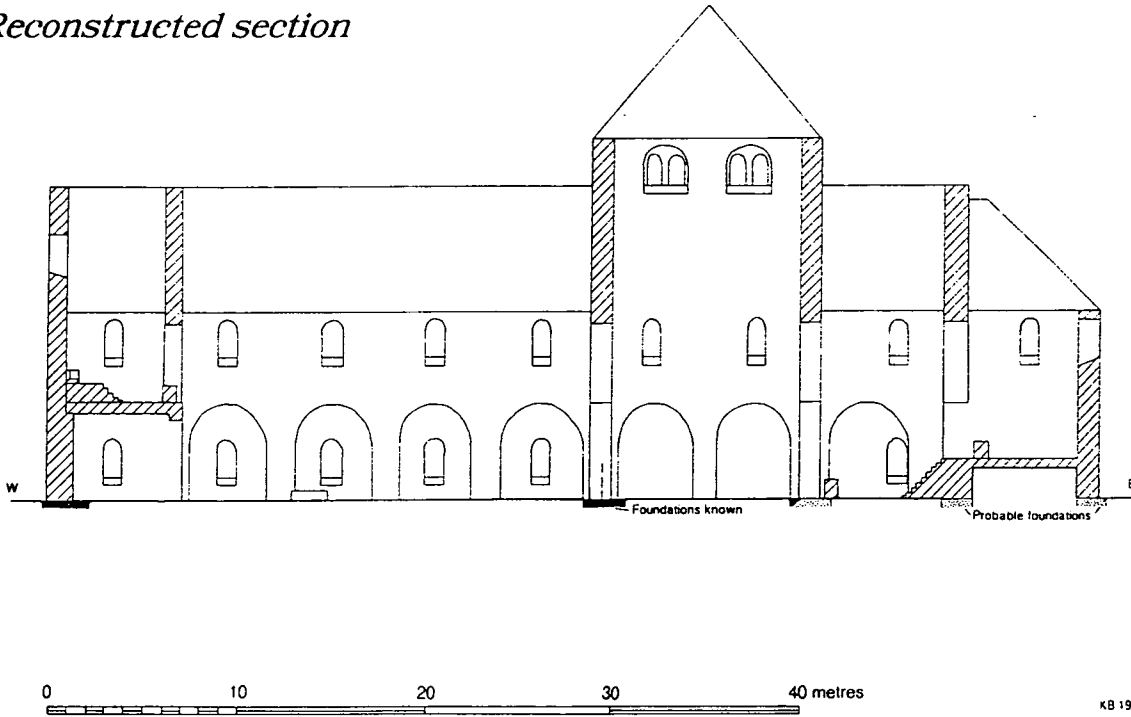 Reconstructed section
W
E
Foundations known
Probable foundations
0 10 20 30 40 metres
KB 19